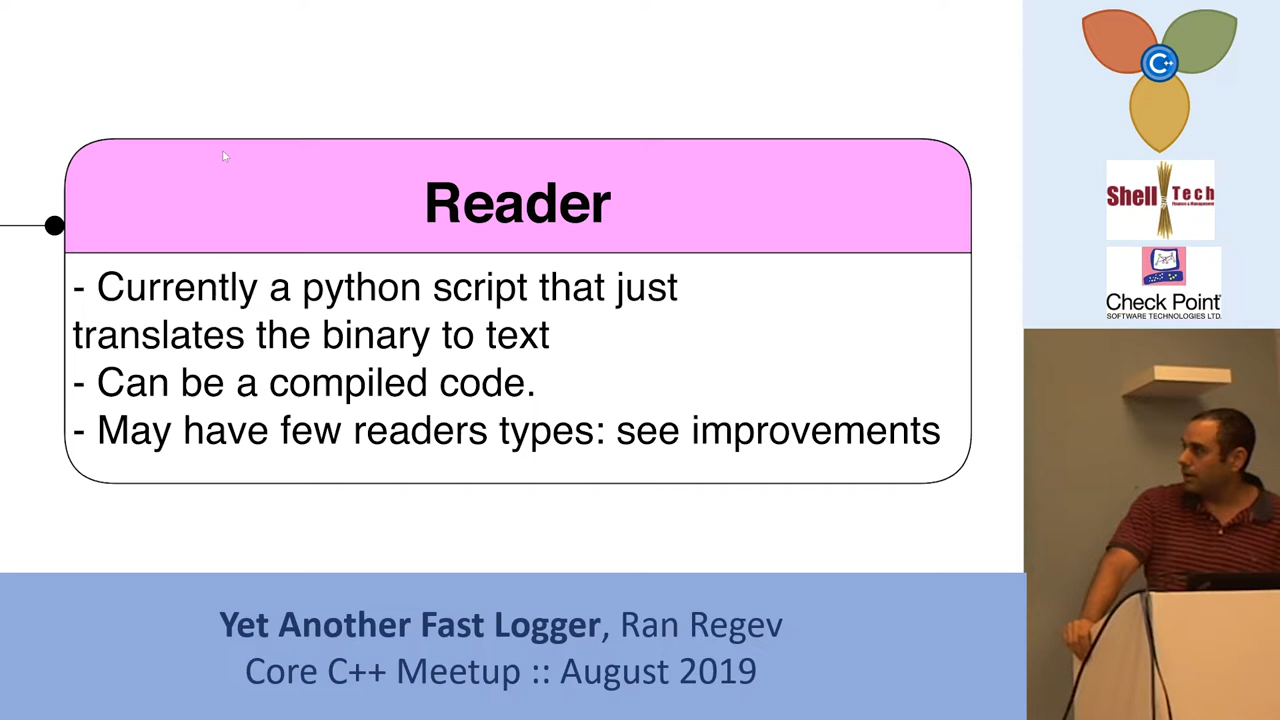 Reader
- Currently a python script that just
translates the binary to text
- Can be a compiled code.
- May have few readers types: see improvements
Yet Another Fast Logger, Ran Regev
Core C++ Meetup :: August 2019
C++
Shell Tech
Finance & Management
Check Point
SOFTWARE TECHNOLOGIES LTD.